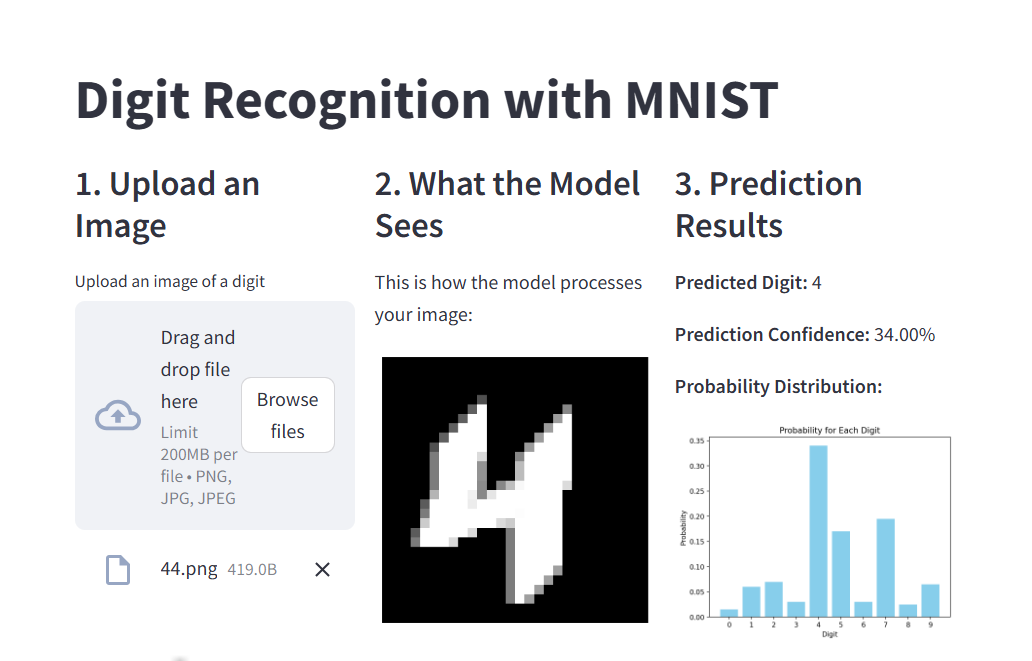 Digit Recognition with MNIST
1. Upload an
Image
Upload an image of a digit
Drag and
drop file
here
Limit
200MB per
file • PNG,
JPG, JPEG
Browse
files
44.png 419.0B
2. What the Model
Sees
This is how the model processes
your image:
4
3. Prediction
Results
Predicted Digit: 4
Prediction Confidence: 34.00%
Probability Distribution:
Probability for Each Digit
Probability
0.35
0.30
0.25
0.20
0.15
0.10
0.05
0.00
0 1 2 3 4 5 6 7 8 9
Digit